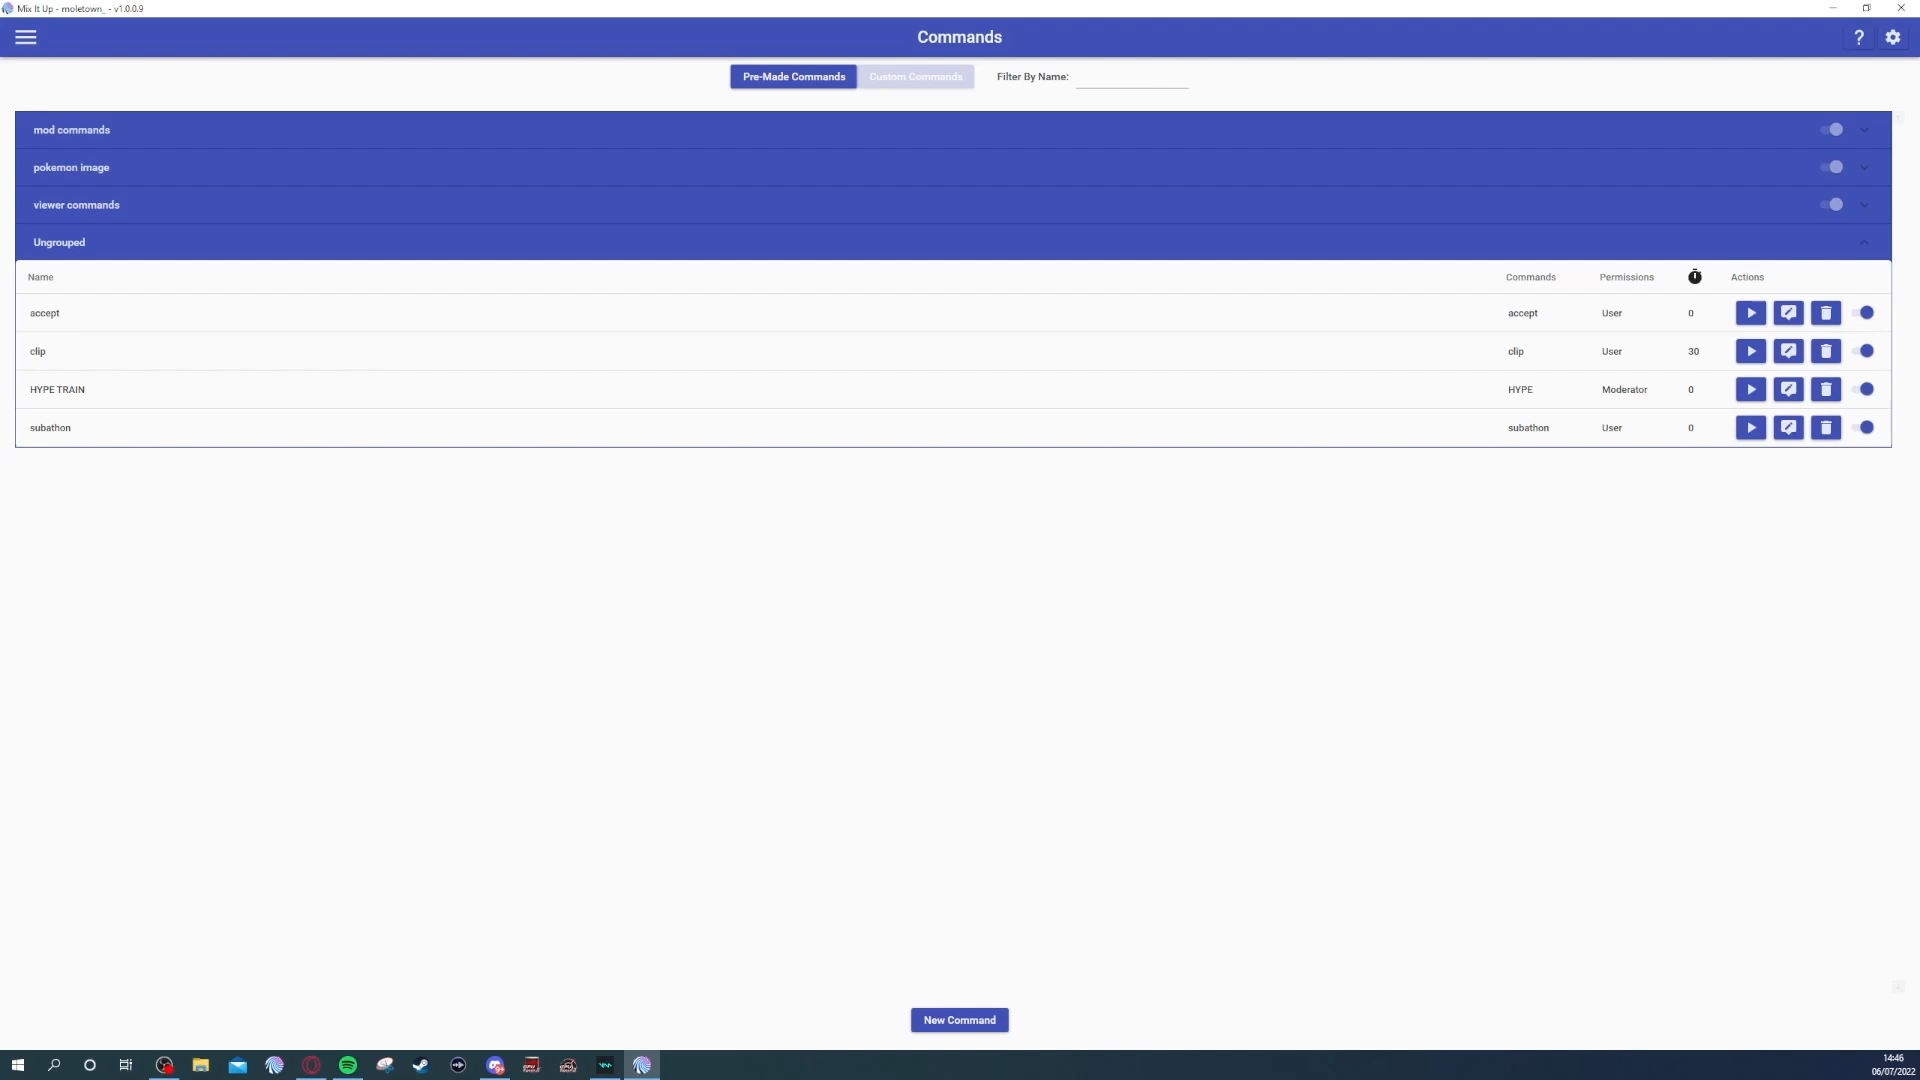 Mix It Up - moletown_ - v1.0.0.9
Commands
?
Pre-Made Commands Custom Commands Filter By Name:
mod commands
pokemon image
viewer commands
Ungrouped
Name Commands Permissions Actions
accept accept User 0
clip clip User 30
HYPE TRAIN HYPE Moderator 0
subathon subathon User 0
New Command
14:46
06/07/2022